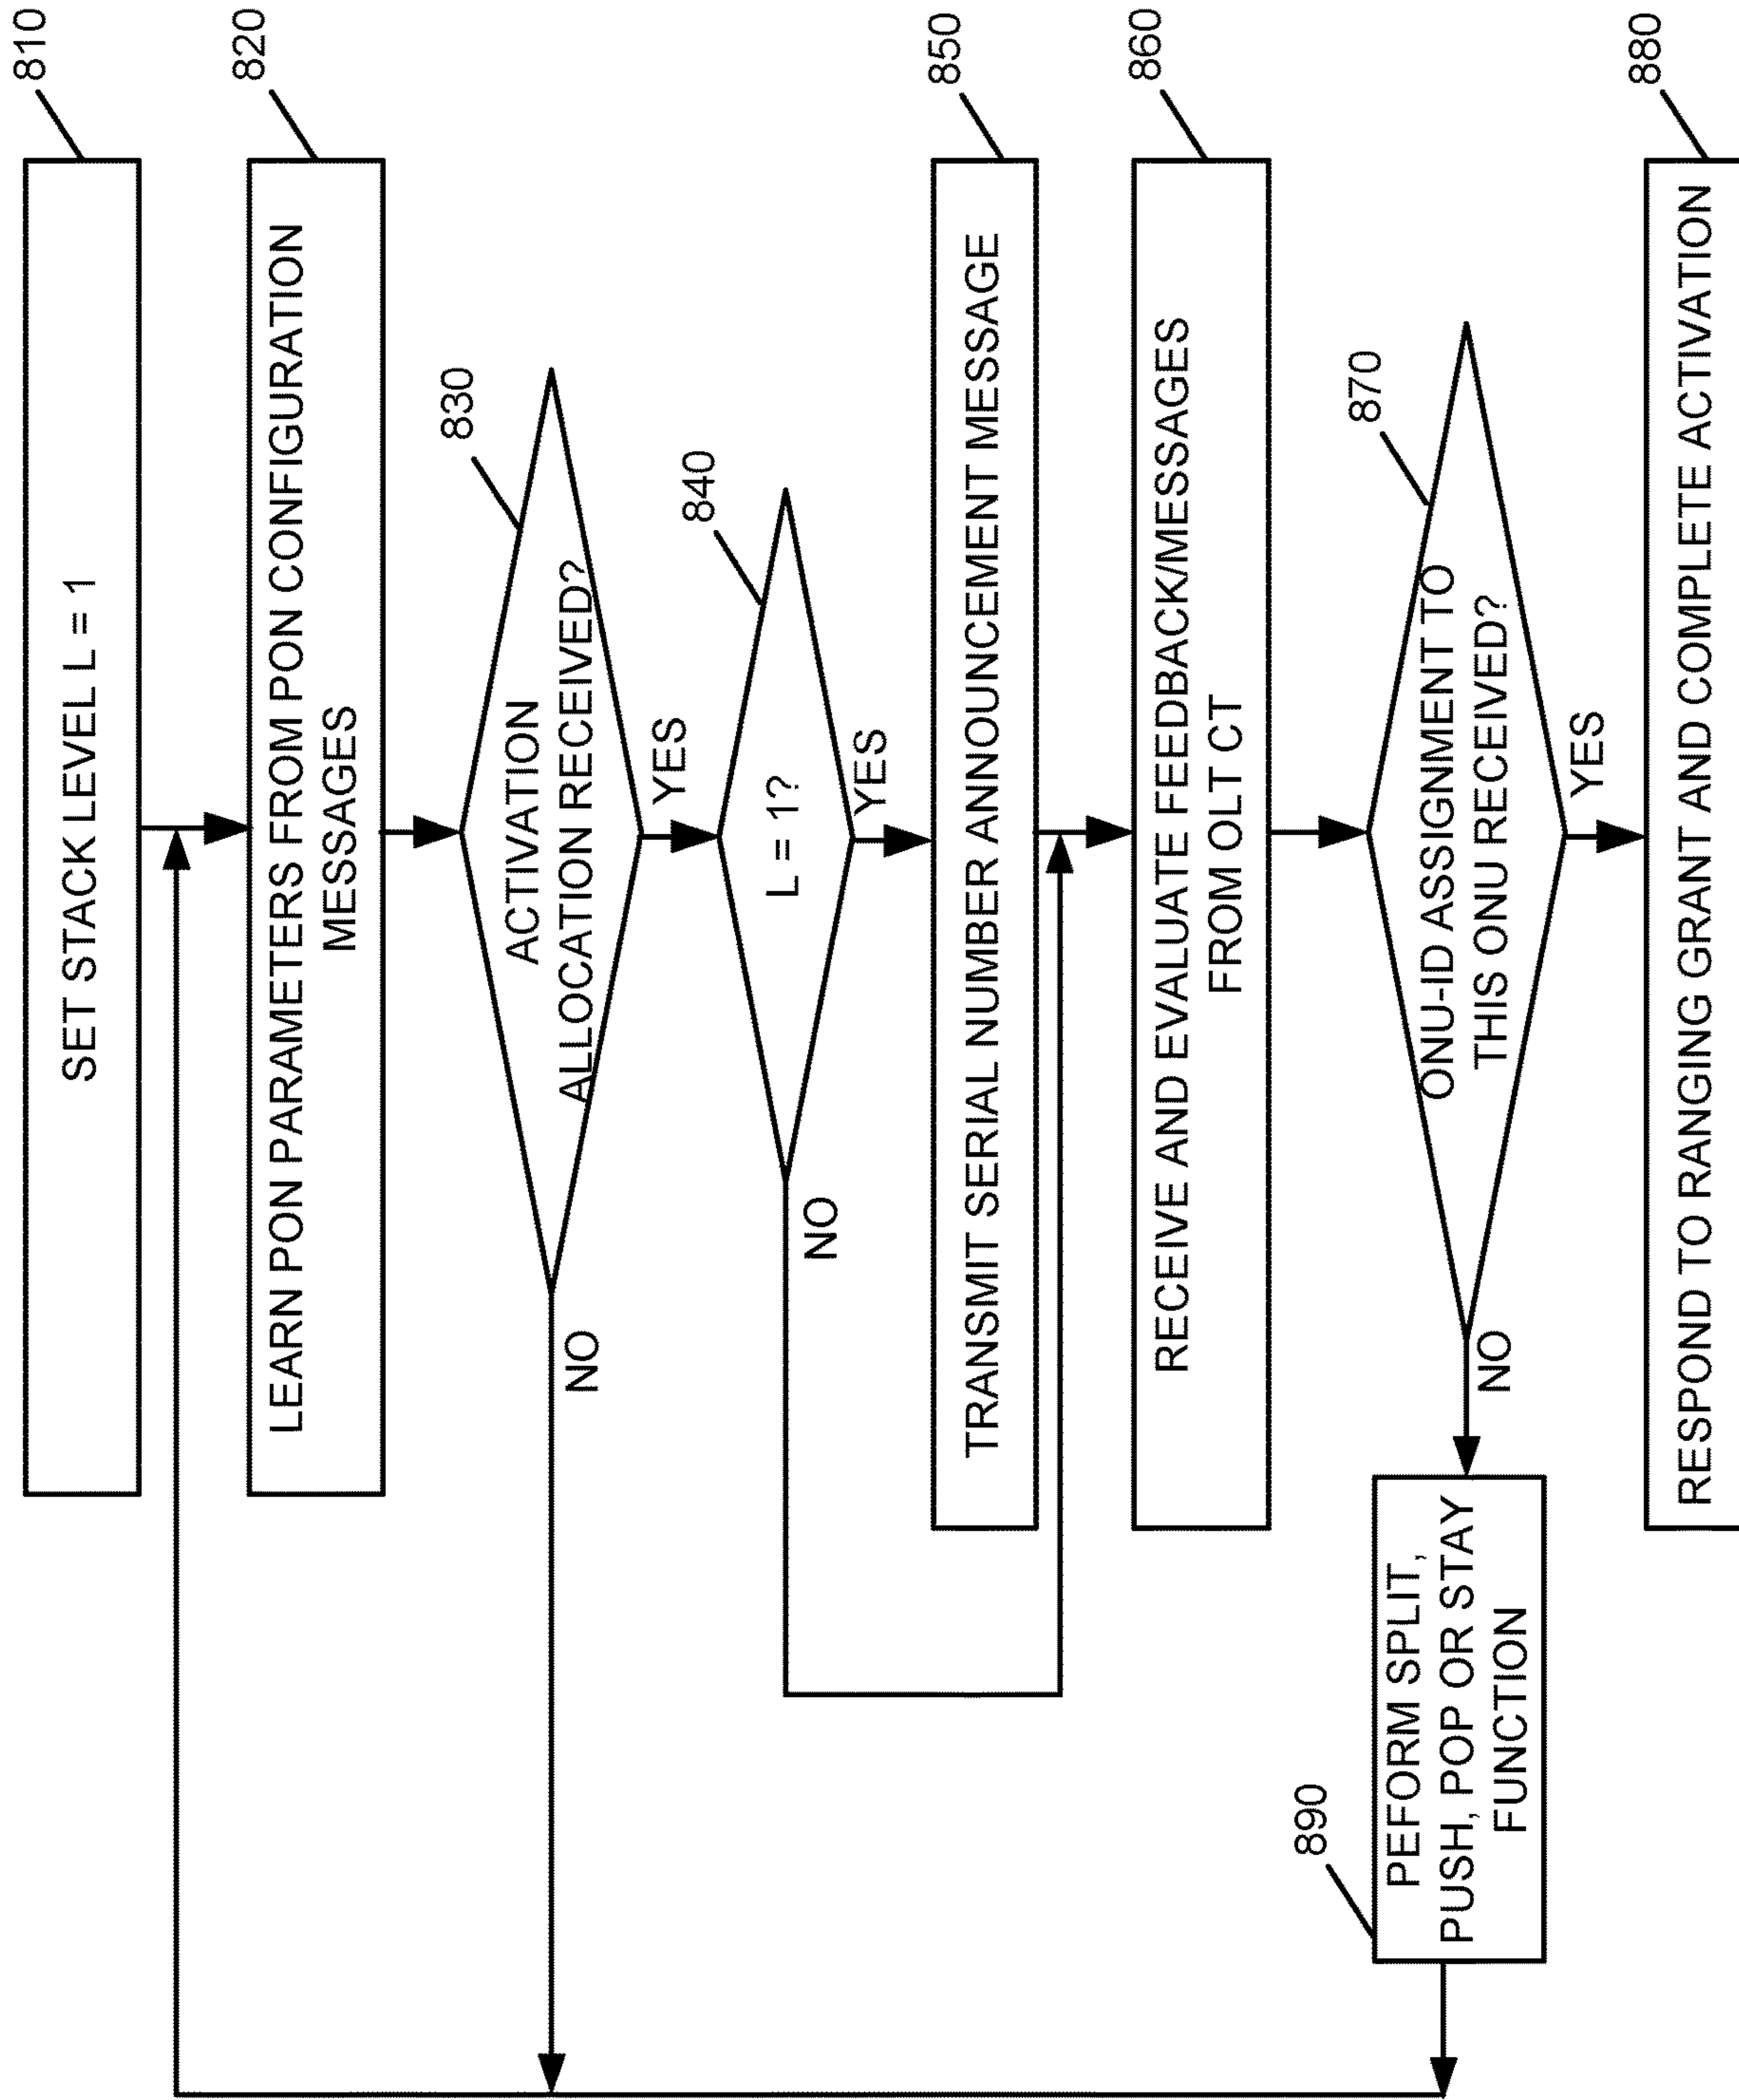 810
SET STACK LEVEL L = 1
820
LEARN PON PARAMETERS FROM PON CONFIGURATION
MESSAGES
830
ACTIVATION
ALLOCATION RECEIVED?
NO
YES
840
L = 1?
NO
YES
850
TRANSMIT SERIAL NUMBER ANNOUNCEMENT MESSAGE
860
RECEIVE AND EVALUATE FEEDBACK/MESSAGES
FROM OLT CT
870
ONU-ID ASSIGNMENT TO
THIS ONU RECEIVED?
NO
YES
890
PEFORM SPLIT,
PUSH, POP OR STAY
FUNCTION
880
RESPOND TO RANGING GRANT AND COMPLETE ACTIVATION